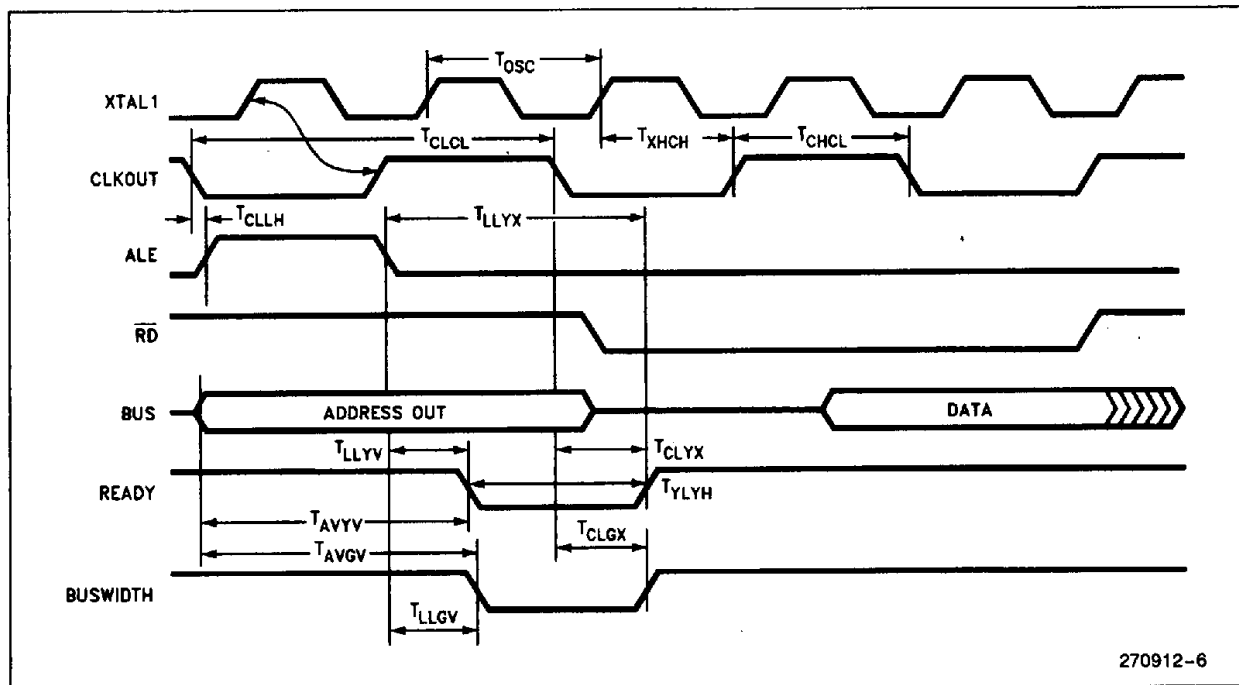 T_OSC
XTAL1
T_CLCL
T_XHCH
T_CHCL
CLKOUT
T_CLLH
T_LLYX
ALE
RD
BUS
ADDRESS OUT
DATA
T_LLYV
T_CLYX
READY
T_YLYH
T_AVYV
T_CLGX
T_AVGV
BUSWIDTH
T_LLGV
270912-6